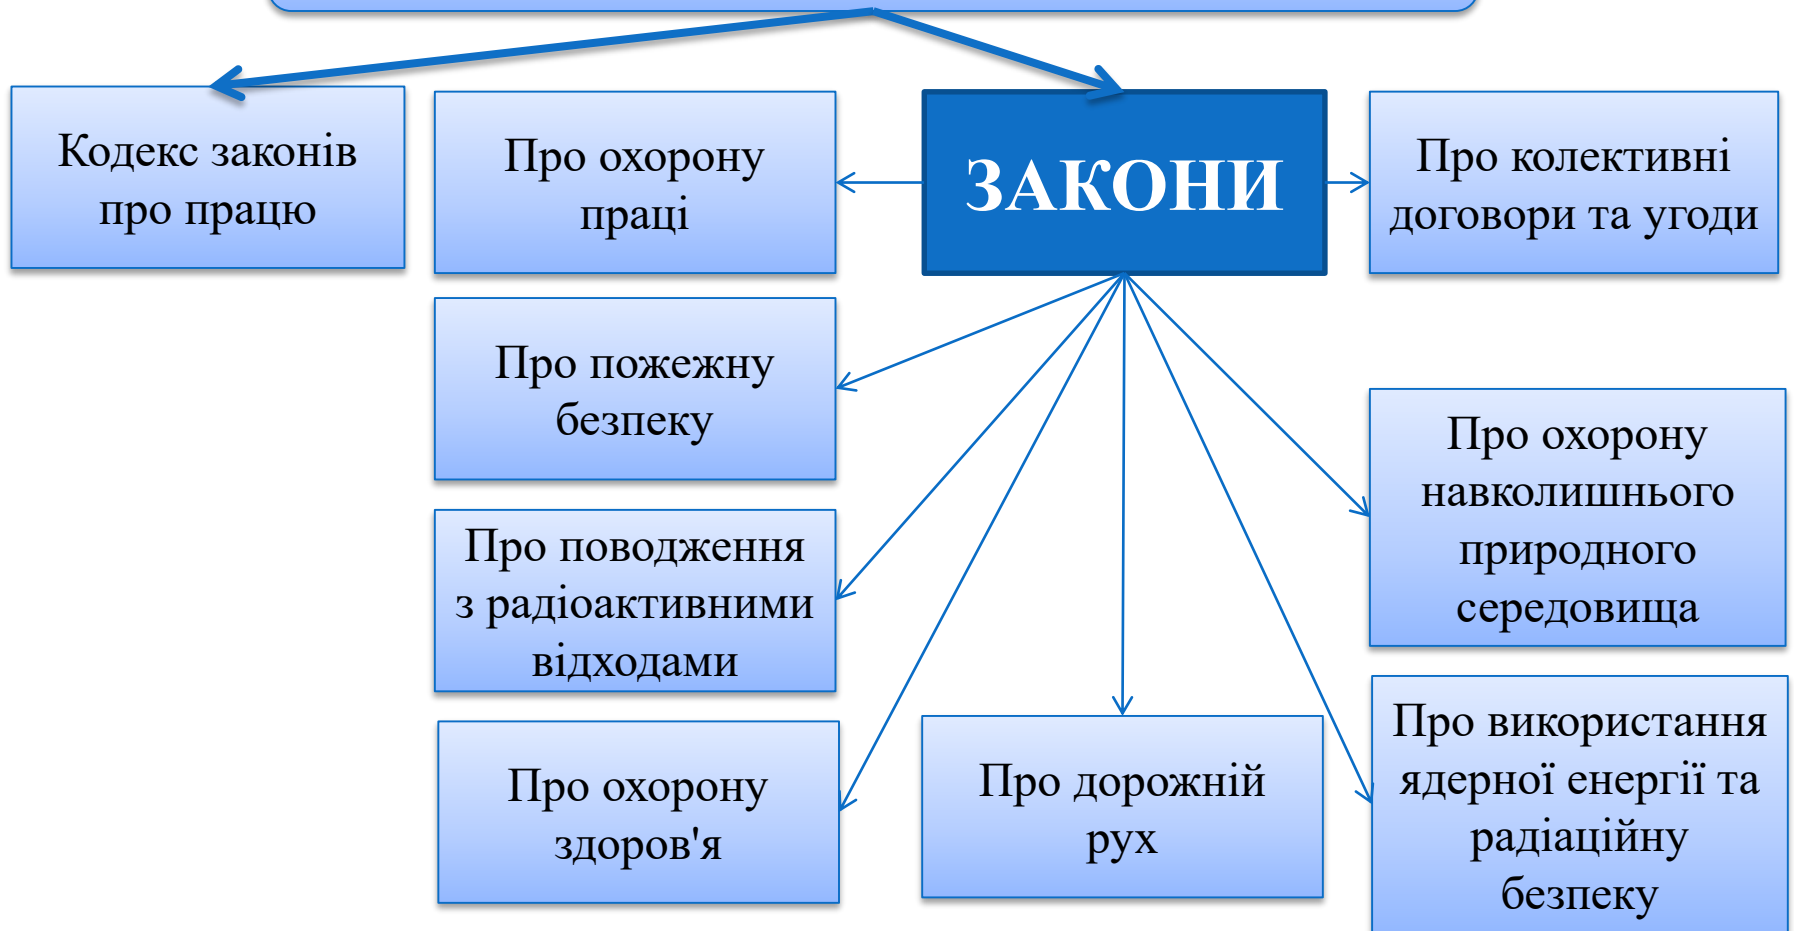 Кодекс законів
про працю
Про охорону
праці
ЗАКОНИ
Про колективні
договори та угоди
Про пожежну
безпеку
Про поводження
з радіоактивними
відходами
Про охорону
навколишнього
природного
середовища
Про охорону
здоров'я
Про дорожній
рух
Про використання
ядерної енергії та
радіаційну
безпеку